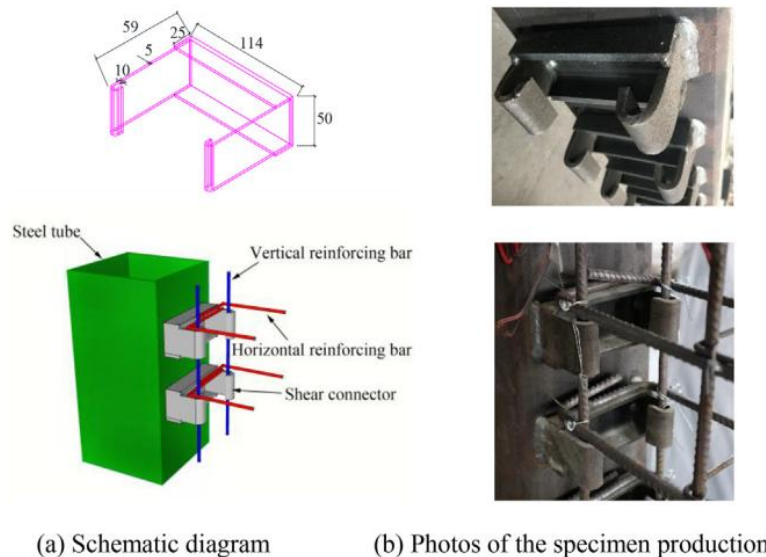 59
25
114
5
10
50
Steel tube
Vertical reinforcing bar
Horizontal reinforcing bar
Shear connector
(a) Schematic diagram
(b) Photos of the specimen production